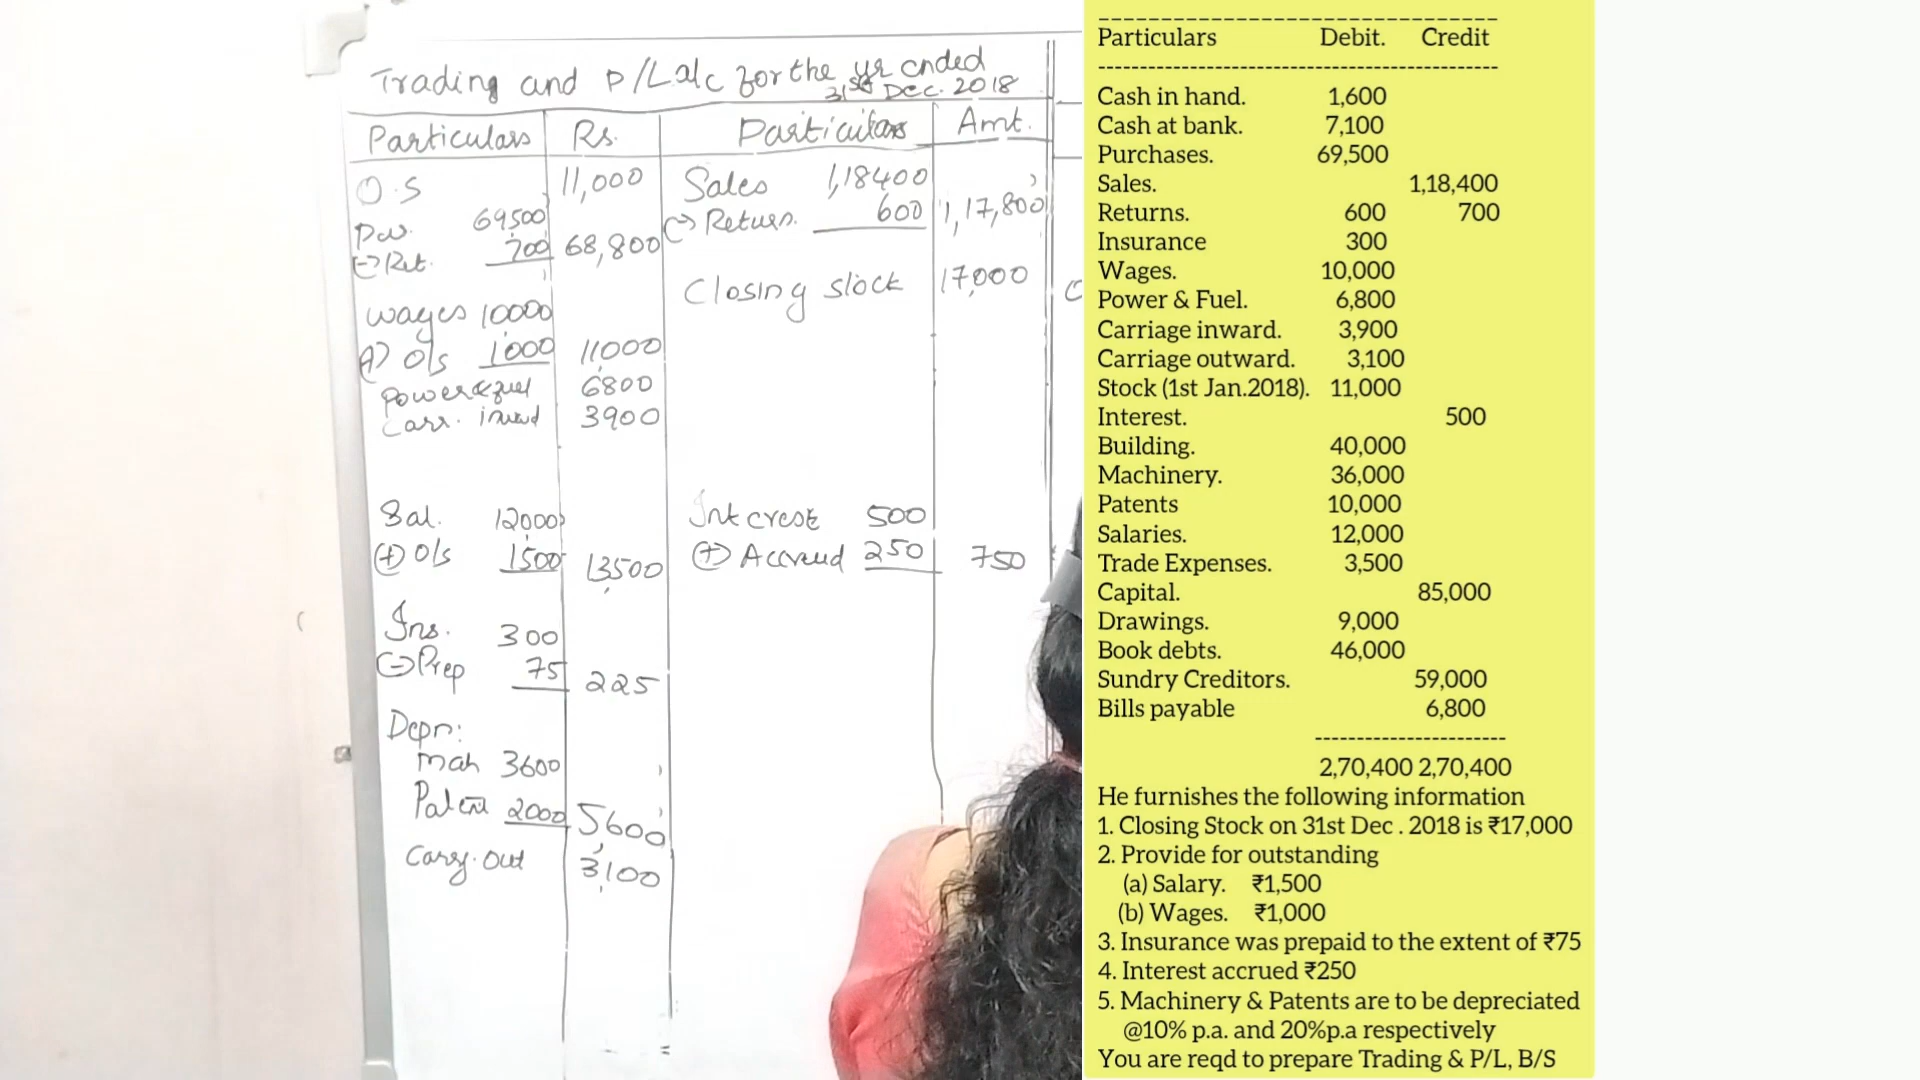 Trading and P/L a/c for the yr ended
31st DEC. 2018
Particulars Rs. Particulars Amt.
O.S 11,000 Sales 1,18400
Pur. 69500
(-) Ret. 700 68,800 (-) Return. 600 1,17,800
Closing stock 17,000
wages 10000
A) O/s 1000 11000
Power & fuel 6800
Carr. inwd 3900
Sal. 12000 Interest 500
(+) O/s 1500 13500 (+) Accrued 250 750
Ins. 300
(-) Prep 75 225
Depn:
mah 3600
Patent 2000 5600
Carry. out 3,100
Particulars Debit. Credit
Cash in hand. 1,600
Cash at bank. 7,100
Purchases. 69,500
Sales. 1,18,400
Returns. 600 700
Insurance 300
Wages. 10,000
Power & Fuel. 6,800
Carriage inward. 3,900
Carriage outward. 3,100
Stock (1st Jan.2018). 11,000
Interest. 500
Building. 40,000
Machinery. 36,000
Patents 10,000
Salaries. 12,000
Trade Expenses. 3,500
Capital. 85,000
Drawings. 9,000
Book debts. 46,000
Sundry Creditors. 59,000
Bills payable 6,800
2,70,400 2,70,400
He furnishes the following information
1. Closing Stock on 31st Dec . 2018 is ₹17,000
2. Provide for outstanding
(a) Salary. ₹1,500
(b) Wages. ₹1,000
3. Insurance was prepaid to the extent of ₹75
4. Interest accrued ₹250
5. Machinery & Patents are to be depreciated
@10% p.a. and 20%p.a respectively
You are reqd to prepare Trading & P/L, B/S